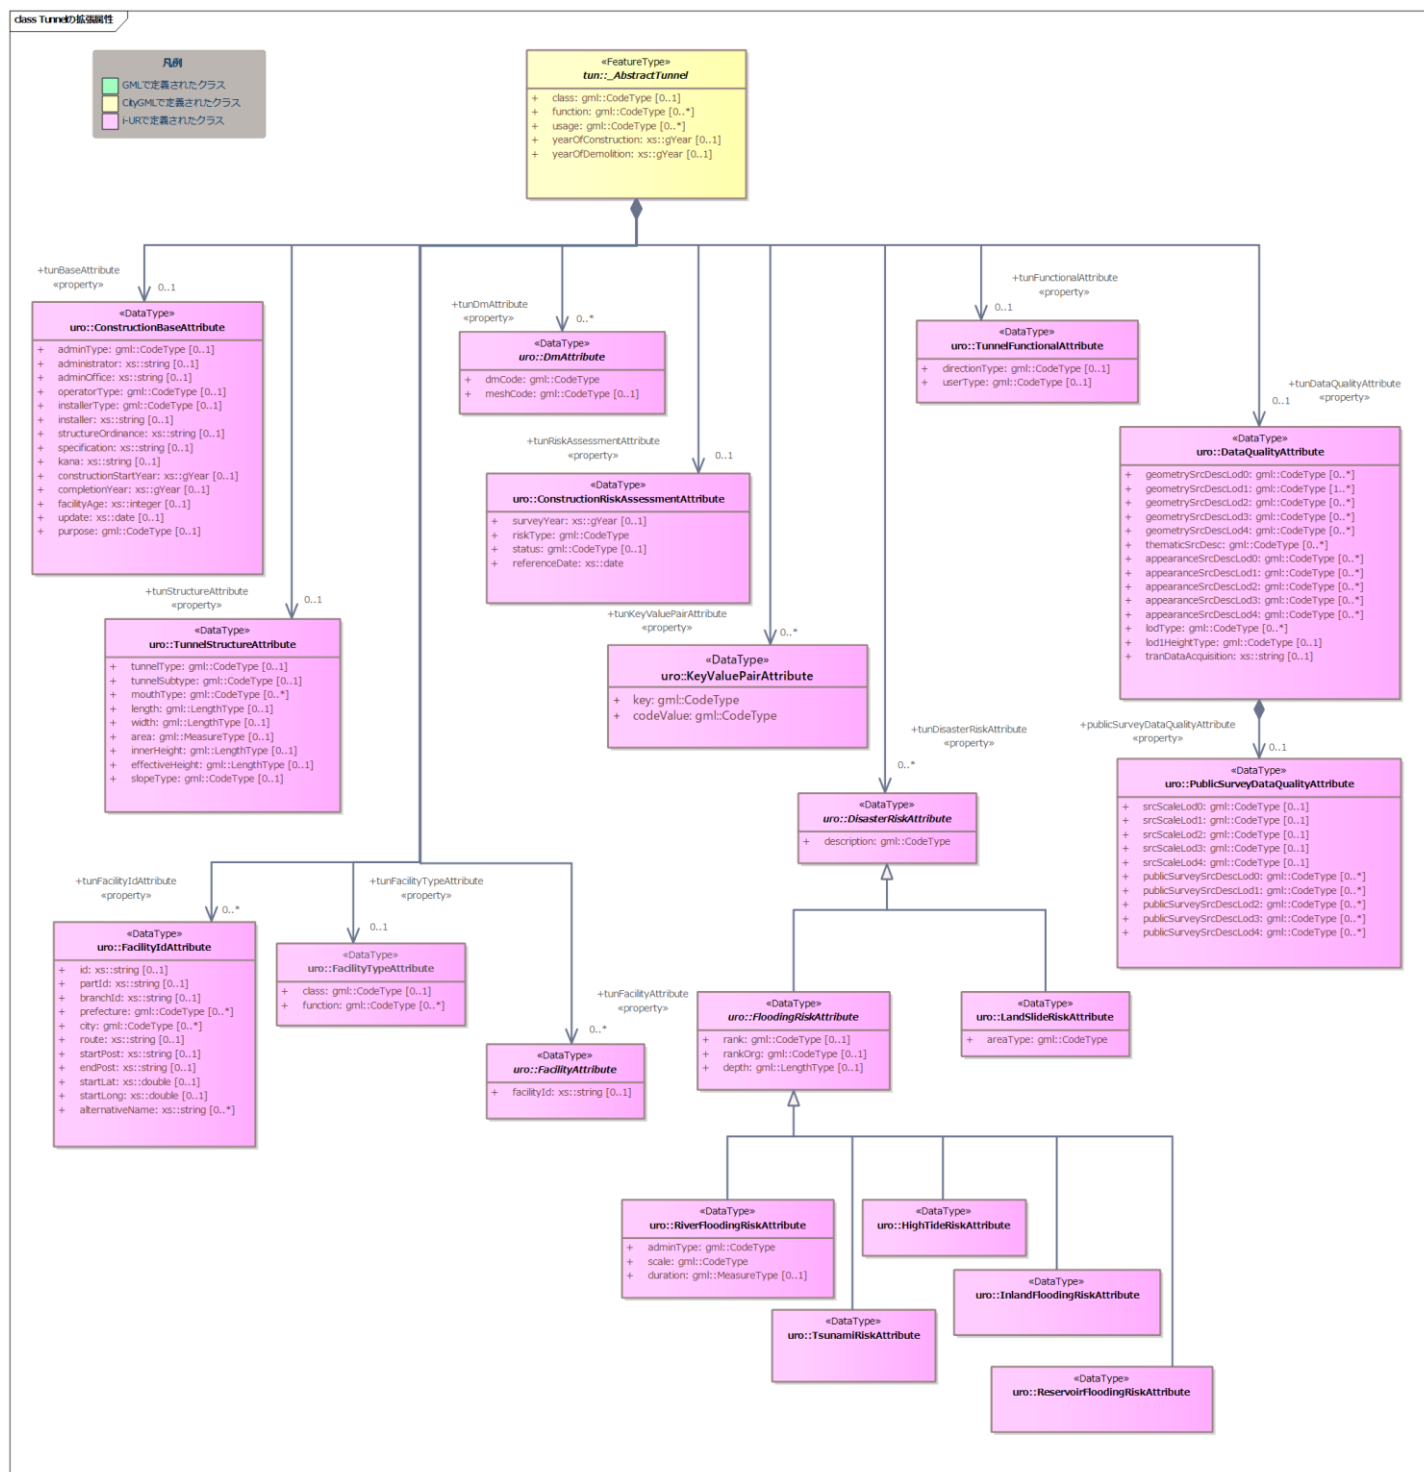 class Tunnelの拡張属性
凡例
GMLで定義されたクラス
CityGMLで定義されたクラス
i-URで定義されたクラス
«FeatureType»
tun::_AbstractTunnel
+ class: gml::CodeType [0..1]
+ function: gml::CodeType [0..*]
+ usage: gml::CodeType [0..*]
+ yearOfConstruction: xs::gYear [0..1]
+ yearOfDemolition: xs::gYear [0..1]
+tunBaseAttribute
«property»
0..1
«DataType»
uro::ConstructionBaseAttribute
+ adminType: gml::CodeType [0..1]
+ administrator: xs::string [0..1]
+ adminOffice: xs::string [0..1]
+ operatorType: gml::CodeType [0..1]
+ installerType: gml::CodeType [0..1]
+ installer: xs::string [0..1]
+ structureOrdinance: xs::string [0..1]
+ specification: xs::string [0..1]
+ kana: xs::string [0..1]
+ constructionStartYear: xs::gYear [0..1]
+ completionYear: xs::gYear [0..1]
+ facilityAge: xs::integer [0..1]
+ update: xs::date [0..1]
+ purpose: gml::CodeType [0..1]
+tunDmAttribute
«property»
0..*
«DataType»
uro::DmAttribute
+ dmCode: gml::CodeType
+ meshCode: gml::CodeType [0..1]
+tunFunctionalAttribute
«property»
0..1
«DataType»
uro::TunnelFunctionalAttribute
+ directionType: gml::CodeType [0..1]
+ userType: gml::CodeType [0..1]
+tunDataQualityAttribute
«property»
0..1
«DataType»
uro::DataQualityAttribute
+ geometrySrcDescLod0: gml::CodeType [0..*]
+ geometrySrcDescLod1: gml::CodeType [1..*]
+ geometrySrcDescLod2: gml::CodeType [0..*]
+ geometrySrcDescLod3: gml::CodeType [0..*]
+ geometrySrcDescLod4: gml::CodeType [0..*]
+ thematicSrcDesc: gml::CodeType [0..*]
+ appearanceSrcDescLod0: gml::CodeType [0..*]
+ appearanceSrcDescLod1: gml::CodeType [0..*]
+ appearanceSrcDescLod2: gml::CodeType [0..*]
+ appearanceSrcDescLod3: gml::CodeType [0..*]
+ appearanceSrcDescLod4: gml::CodeType [0..*]
+ lodType: gml::CodeType [0..*]
+ lod1HeightType: gml::CodeType [0..1]
+ tranDataAcquisition: xs::string [0..1]
+tunRiskAssessmentAttribute
«property»
0..1
«DataType»
uro::ConstructionRiskAssessmentAttribute
+ surveyYear: xs::gYear [0..1]
+ riskType: gml::CodeType
+ status: gml::CodeType [0..1]
+ referenceDate: xs::date
+tunStructureAttribute
«property»
0..1
«DataType»
uro::TunnelStructureAttribute
+ tunnelType: gml::CodeType [0..1]
+ tunnelSubtype: gml::CodeType [0..1]
+ mouthType: gml::CodeType [0..*]
+ length: gml::LengthType [0..1]
+ width: gml::LengthType [0..1]
+ area: gml::MeasureType [0..1]
+ innerHeight: gml::LengthType [0..1]
+ effectiveHeight: gml::LengthType [0..1]
+ slopeType: gml::CodeType [0..1]
+tunKeyValuePairAttribute
«property»
0..*
«DataType»
uro::KeyValuePairAttribute
+ key: gml::CodeType
+ codeValue: gml::CodeType
+publicSurveyDataQualityAttribute
«property»
0..1
«DataType»
uro::PublicSurveyDataQualityAttribute
+ srcScaleLod0: gml::CodeType [0..1]
+ srcScaleLod1: gml::CodeType [0..1]
+ srcScaleLod2: gml::CodeType [0..1]
+ srcScaleLod3: gml::CodeType [0..1]
+ srcScaleLod4: gml::CodeType [0..1]
+ publicSurveySrcDescLod0: gml::CodeType [0..*]
+ publicSurveySrcDescLod1: gml::CodeType [0..*]
+ publicSurveySrcDescLod2: gml::CodeType [0..*]
+ publicSurveySrcDescLod3: gml::CodeType [0..*]
+ publicSurveySrcDescLod4: gml::CodeType [0..*]
+tunDisasterRiskAttribute
«property»
0..*
«DataType»
uro::DisasterRiskAttribute
+ description: gml::CodeType
+tunFacilityIdAttribute
«property»
0..*
«DataType»
uro::FacilityIdAttribute
+ id: xs::string [0..1]
+ partId: xs::string [0..1]
+ branchId: xs::string [0..1]
+ prefecture: gml::CodeType [0..*]
+ city: gml::CodeType [0..*]
+ route: xs::string [0..1]
+ startPost: xs::string [0..1]
+ endPost: xs::string [0..1]
+ startLat: xs::double [0..1]
+ startLong: xs::double [0..1]
+ alternativeName: xs::string [0..*]
+tunFacilityTypeAttribute
«property»
0..1
«DataType»
uro::FacilityTypeAttribute
+ class: gml::CodeType [0..1]
+ function: gml::CodeType [0..*]
+tunFacilityAttribute
«property»
0..*
«DataType»
uro::FacilityAttribute
+ facilityId: xs::string [0..1]
«DataType»
uro::FloodingRiskAttribute
+ rank: gml::CodeType [0..1]
+ rankOrg: gml::CodeType [0..1]
+ depth: gml::LengthType [0..1]
«DataType»
uro::LandSlideRiskAttribute
+ areaType: gml::CodeType
«DataType»
uro::RiverFloodingRiskAttribute
+ adminType: gml::CodeType
+ scale: gml::CodeType
+ duration: gml::MeasureType [0..1]
«DataType»
uro::HighTideRiskAttribute
«DataType»
uro::InlandFloodingRiskAttribute
«DataType»
uro::TsunamiRiskAttribute
«DataType»
uro::ReservoirFloodingRiskAttribute